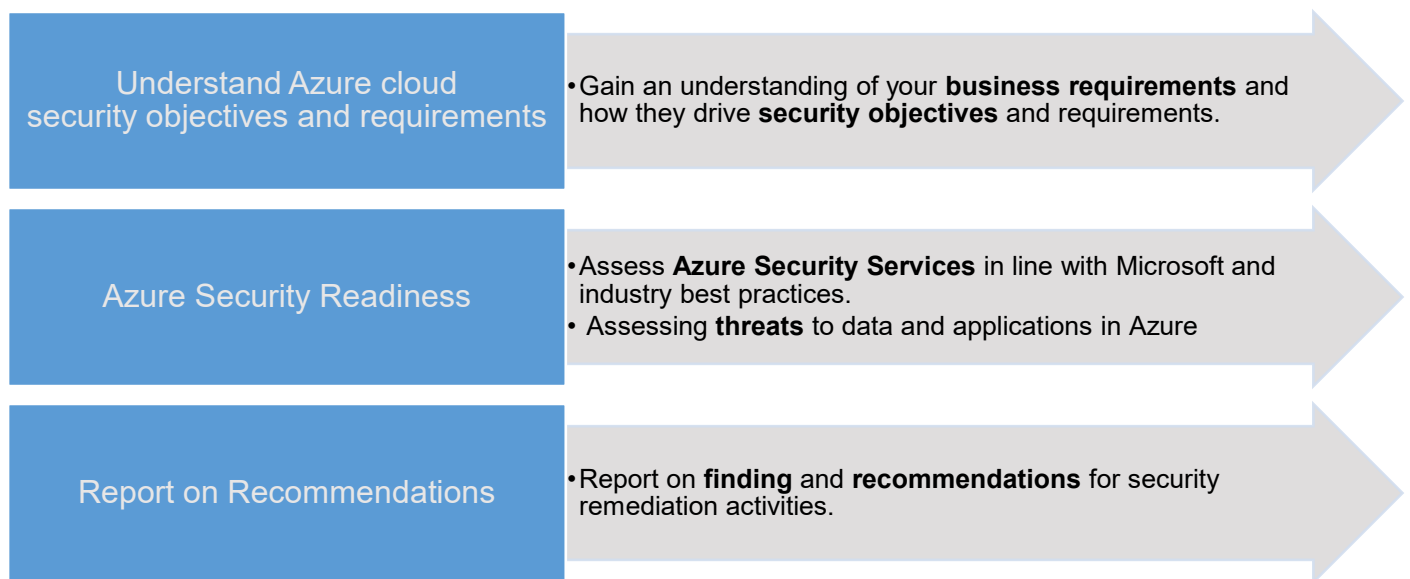 Understand Azure cloud
security objectives and requirements
•Gain an understanding of your business requirements and
how they drive security objectives and requirements.
Azure Security Readiness
•Assess Azure Security Services in line with Microsoft and
industry best practices.
• Assessing threats to data and applications in Azure
Report on Recommendations
•Report on finding and recommendations for security
remediation activities.